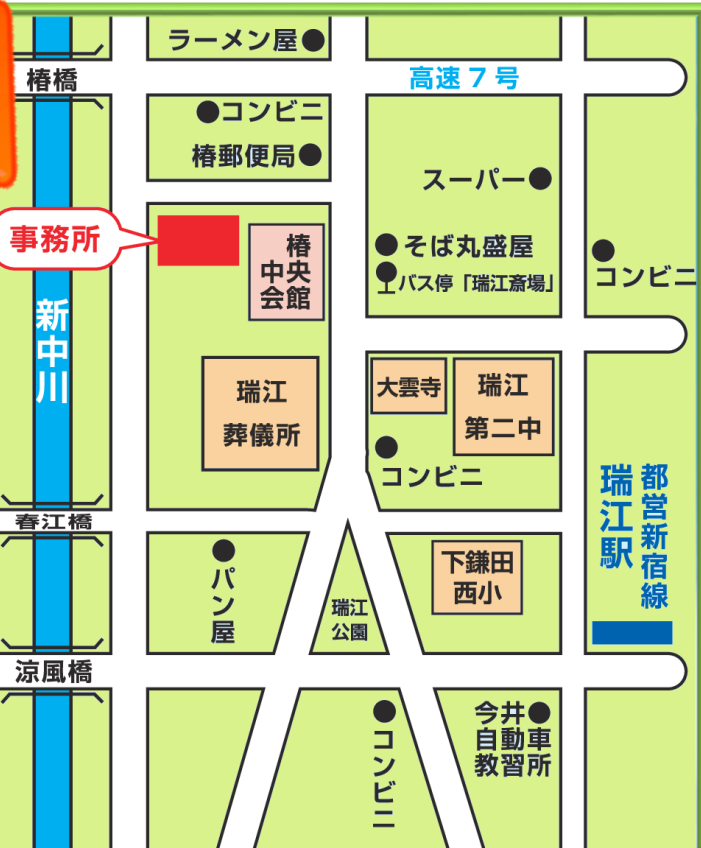 ラーメン屋
椿橋
高速７号
コンビニ
椿郵便局
スーパー
事務所
椿
中央
会館
そば丸盛屋
バス停「瑞江斎場」
コンビニ
新中川
瑞江
葬儀所
大雲寺
瑞江
第二中
コンビニ
都営新宿線
瑞江駅
春江橋
パン屋
下鎌田
西小
瑞江
公園
涼風橋
コンビニ
今井
自動車
教習所